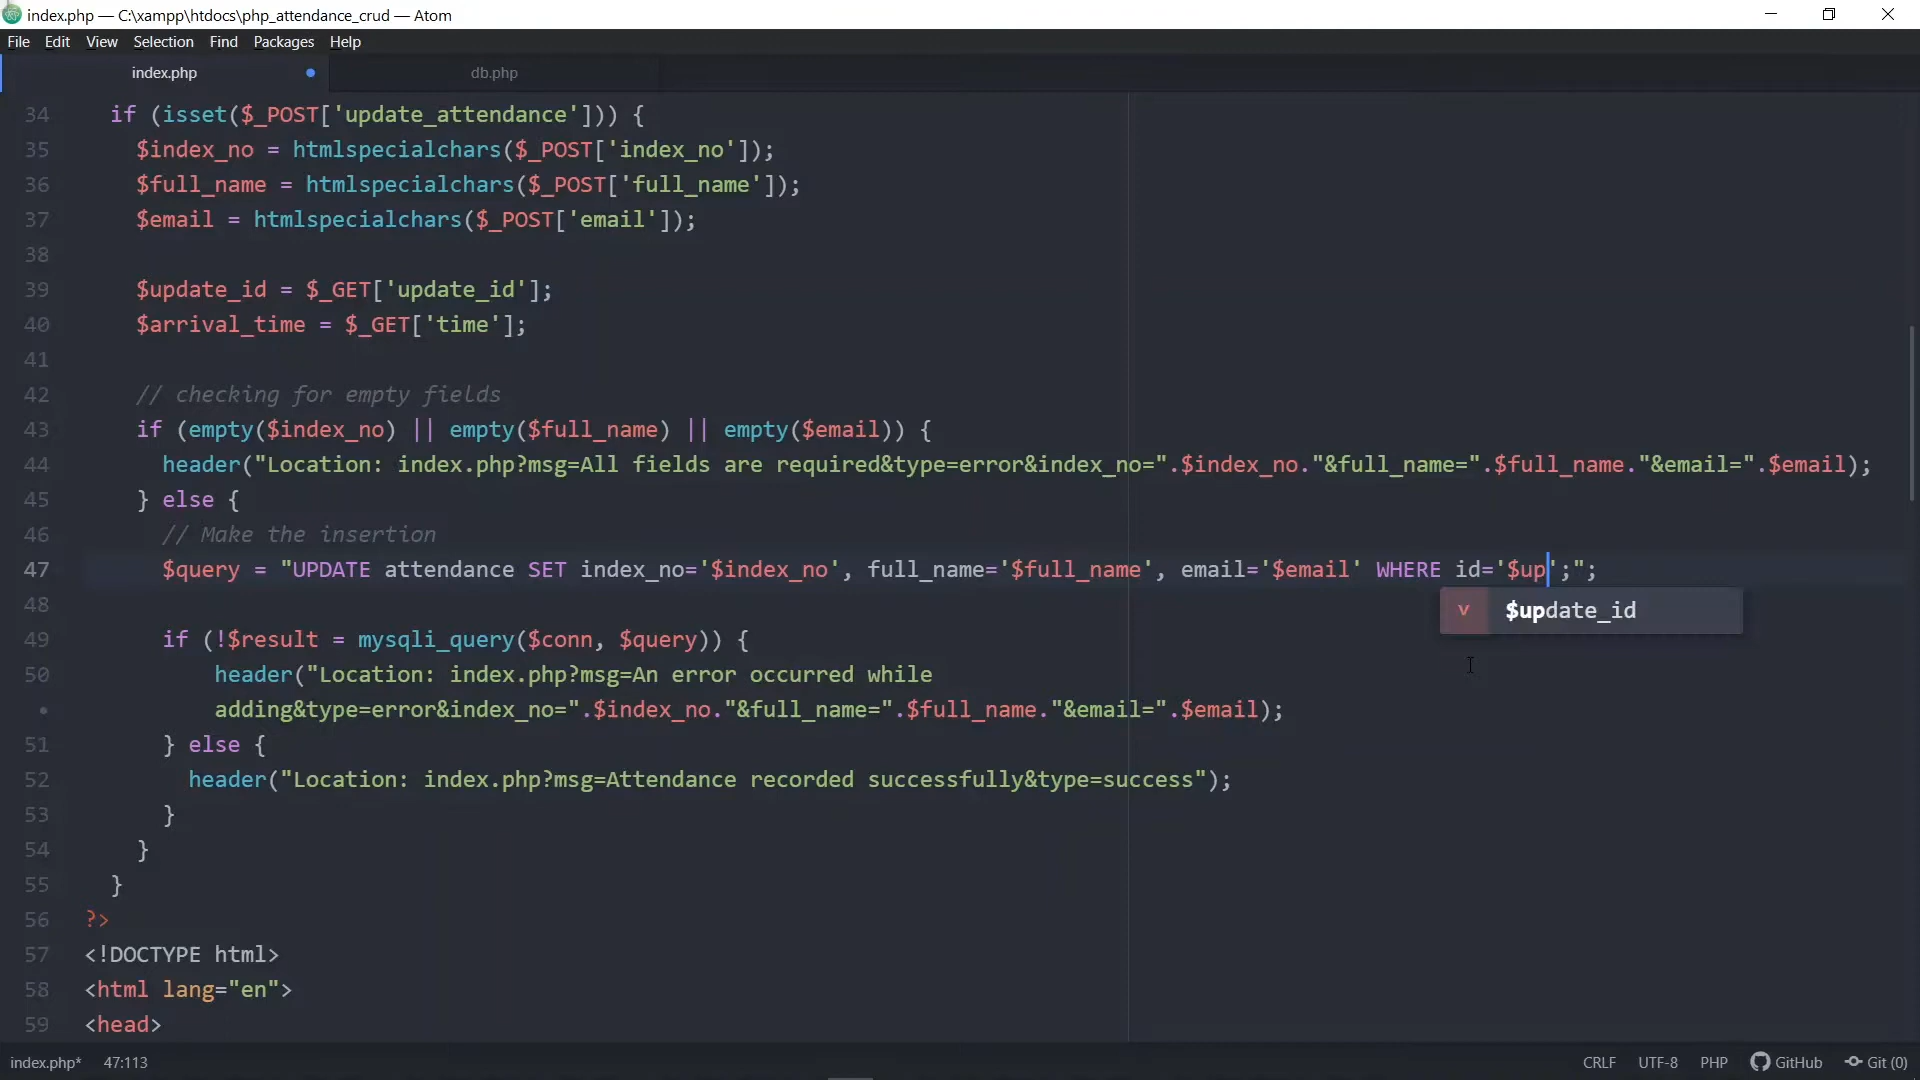 index.php — C:\xampp\htdocs\php_attendance_crud — Atom
File Edit View Selection Find Packages Help
index.php db.php
34 if (isset($_POST['update_attendance'])) {
35 $index_no = htmlspecialchars($_POST['index_no']);
36 $full_name = htmlspecialchars($_POST['full_name']);
37 $email = htmlspecialchars($_POST['email']);
38
39 $update_id = $_GET['update_id'];
40 $arrival_time = $_GET['time'];
41
42 // checking for empty fields
43 if (empty($index_no) || empty($full_name) || empty($email)) {
44 header("Location: index.php?msg=All fields are required&type=error&index_no=".$index_no."&full_name=".$full_name."&email=".$email);
45 } else {
46 // Make the insertion
47 $query = "UPDATE attendance SET index_no='$index_no', full_name='$full_name', email='$email' WHERE id='$up';";
48 v $update_id
49 if (!$result = mysqli_query($conn, $query)) {
50 header("Location: index.php?msg=An error occurred while
• adding&type=error&index_no=".$index_no."&full_name=".$full_name."&email=".$email);
51 } else {
52 header("Location: index.php?msg=Attendance recorded successfully&type=success");
53 }
54 }
55 }
56 ?>
57 <!DOCTYPE html>
58 <html lang="en">
59 <head>
index.php* 47:113 CRLF UTF-8 PHP GitHub Git (0)